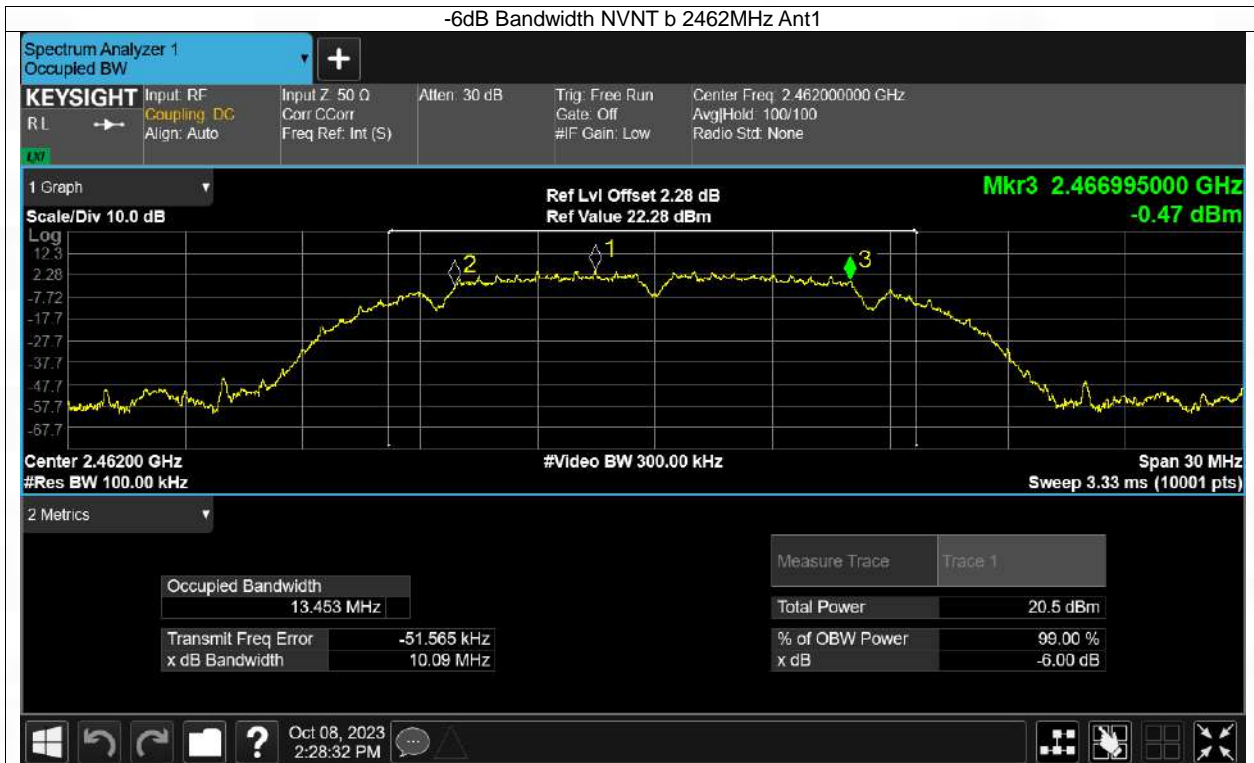 -6dB Bandwidth NVNT b 2462MHz Ant1
Spectrum Analyzer 1
Occupied BW
KEYSIGHT
R L
LXI
Input: RF
Coupling: DC
Align: Auto
Input Z: 50 Ω
Corr CCorr
Freq Ref: Int (S)
Atten: 30 dB
Trig: Free Run
Gate: Off
#IF Gain: Low
Center Freq: 2.462000000 GHz
Avg|Hold: 100/100
Radio Std: None
1 Graph
Scale/Div 10.0 dB
Ref Lvl Offset 2.28 dB
Ref Value 22.28 dBm
Mkr3 2.466995000 GHz
-0.47 dBm
Log
12.3
2.28
-7.72
-17.7
-27.7
-37.7
-47.7
-57.7
-67.7
2
1
3
Center 2.46200 GHz
#Video BW 300.00 kHz
Span 30 MHz
#Res BW 100.00 kHz
Sweep 3.33 ms (10001 pts)
2 Metrics
Measure Trace Trace 1
Occupied Bandwidth
13.453 MHz
Total Power 20.5 dBm
Transmit Freq Error -51.565 kHz
% of OBW Power 99.00 %
x dB Bandwidth 10.09 MHz
x dB -6.00 dB
?
Oct 08, 2023
2:28:32 PM